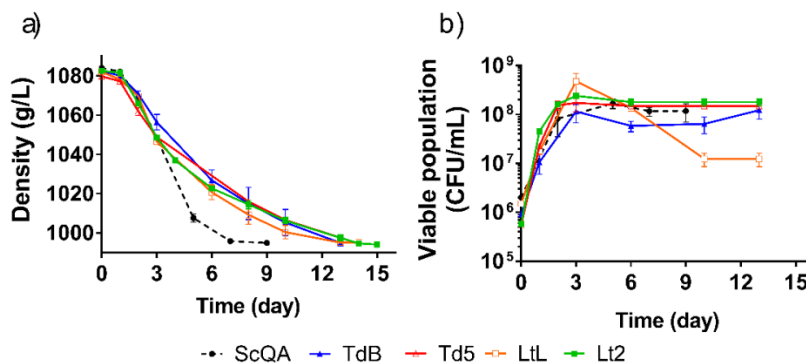 a)
Density (g/L)
1080
1060
1040
1020
1000
0 3 6 9 12 15
Time (day)
b)
Viable population
(CFU/mL)
10⁹
10⁸
10⁷
10⁶
10⁵
0 3 6 9 12 15
Time (day)
ScQA TdB Td5 LtL Lt2